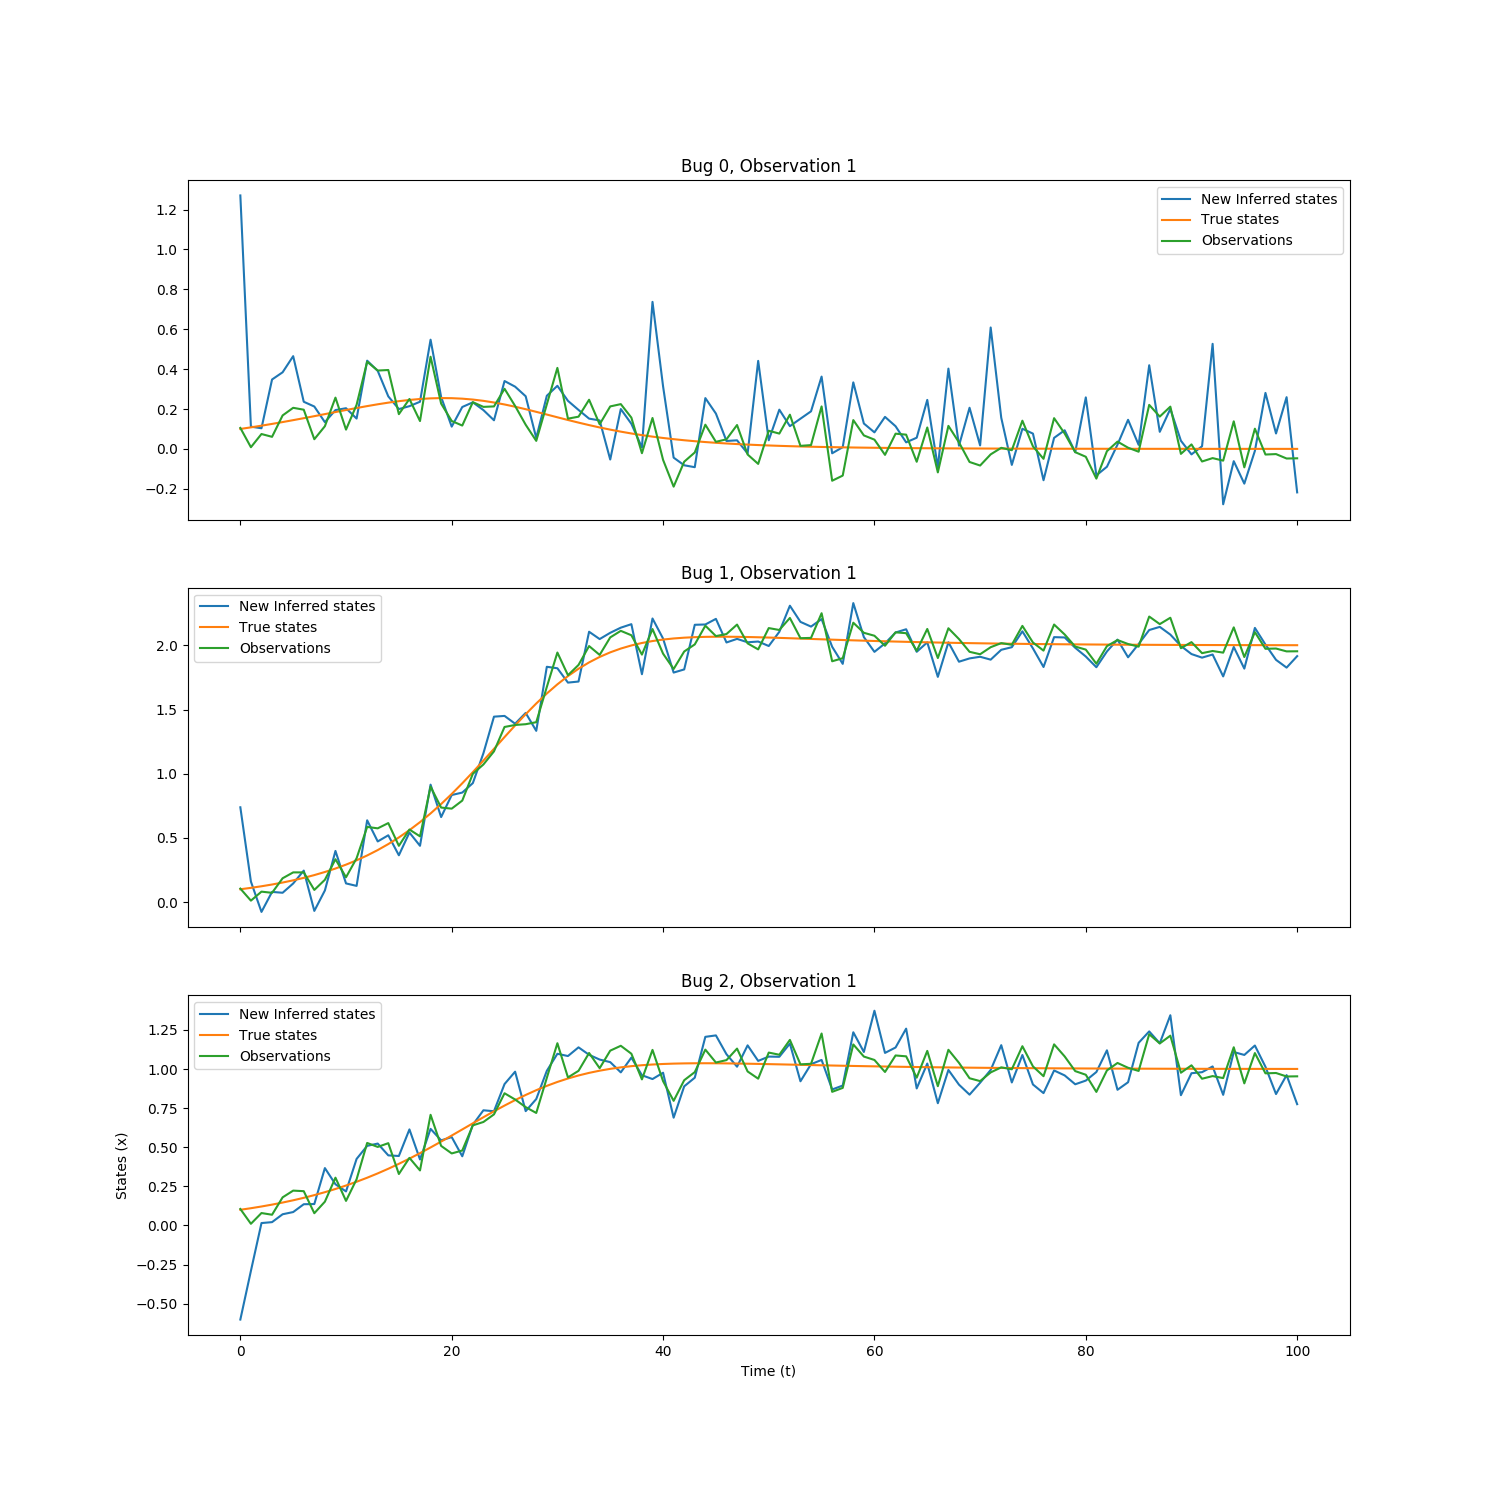 Bug 0, Observation 1
New Inferred states
True states
Observations
1.2
1.0
0.8
0.6
0.4
0.2
0.0
−0.2
Bug 1, Observation 1
New Inferred states
True states
Observations
2.0
1.5
1.0
0.5
0.0
Bug 2, Observation 1
New Inferred states
True states
Observations
1.25
1.00
0.75
0.50
0.25
0.00
−0.25
−0.50
States (x)
0 20 40 60 80 100
Time (t)